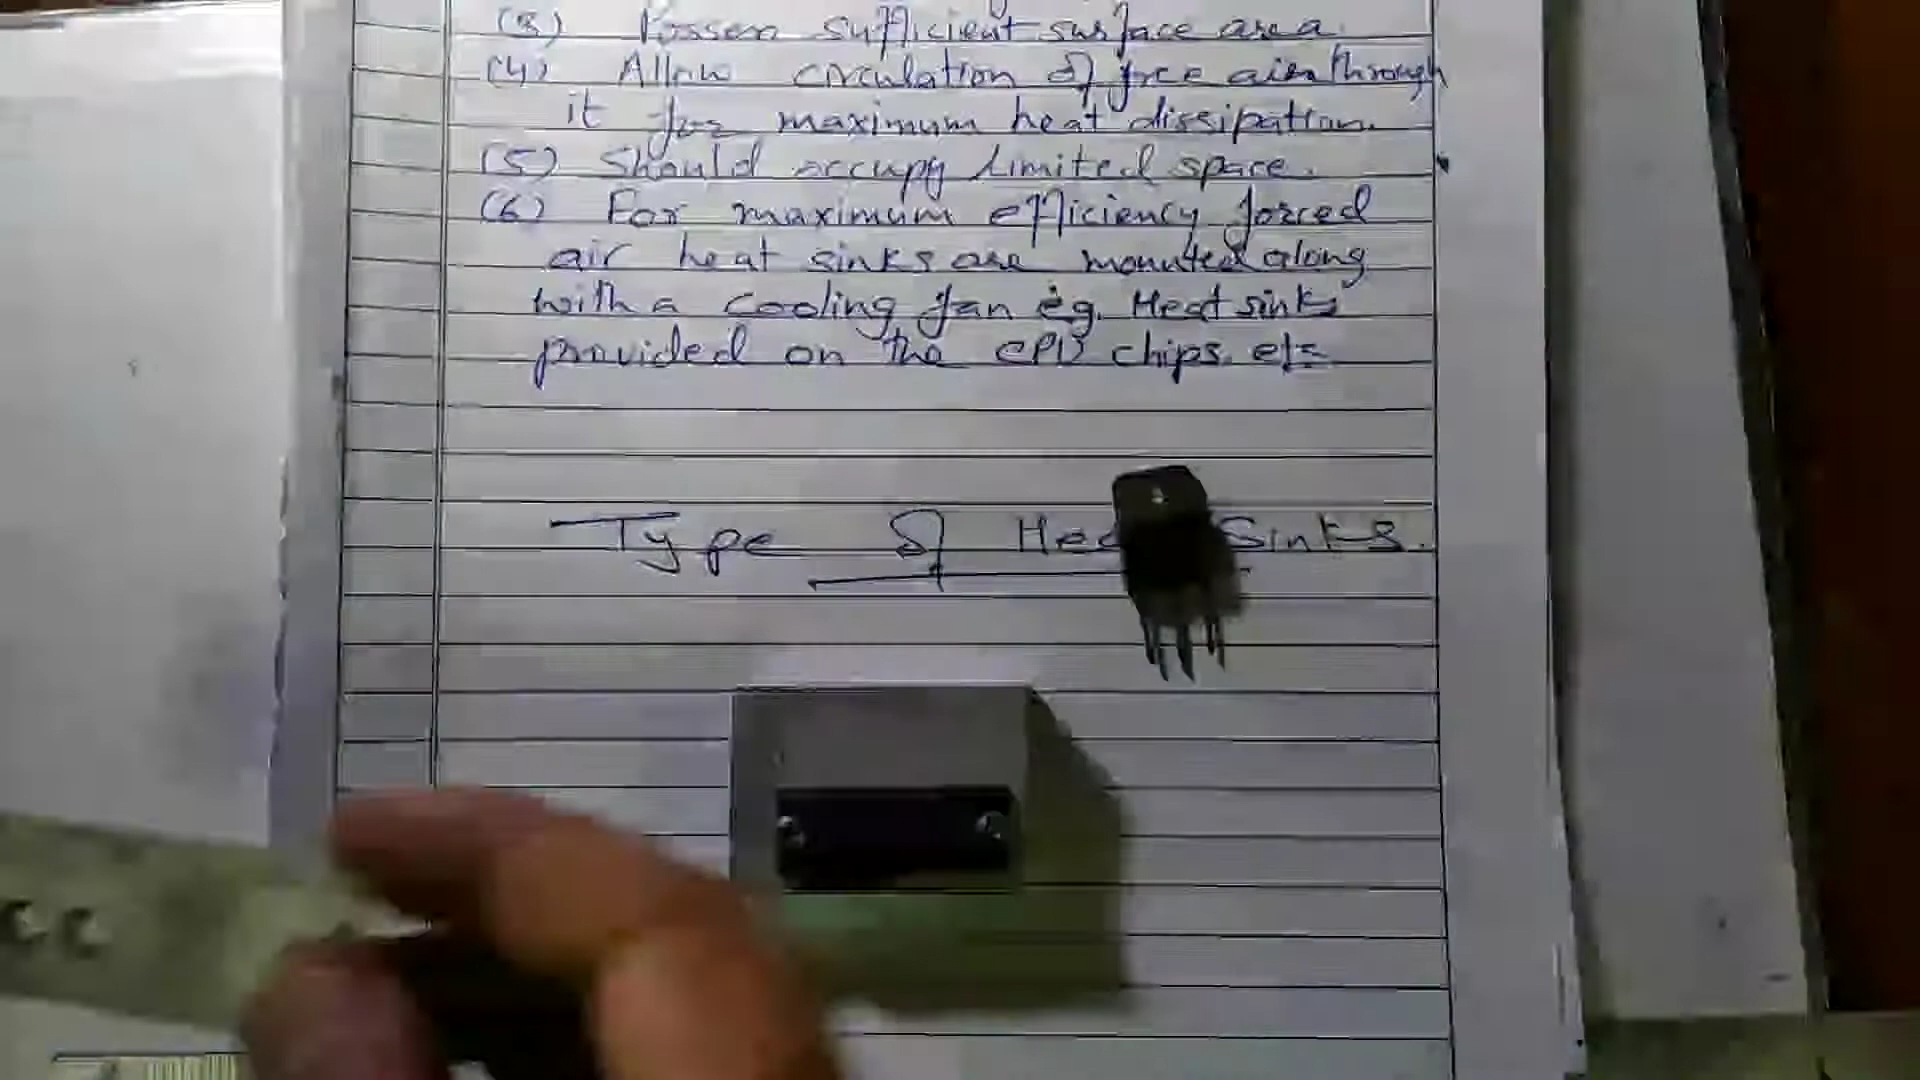 (3) Possess sufficient surface area.
(4) Allow circulation of free air through
it for maximum heat dissipation.
(5) Should occupy limited space.
(6) For maximum efficiency forced
air heat sinks are mounted along
with a cooling fan eg. Heat sinks
provided on the CPU chips. etc
Type of Hea Sinks.